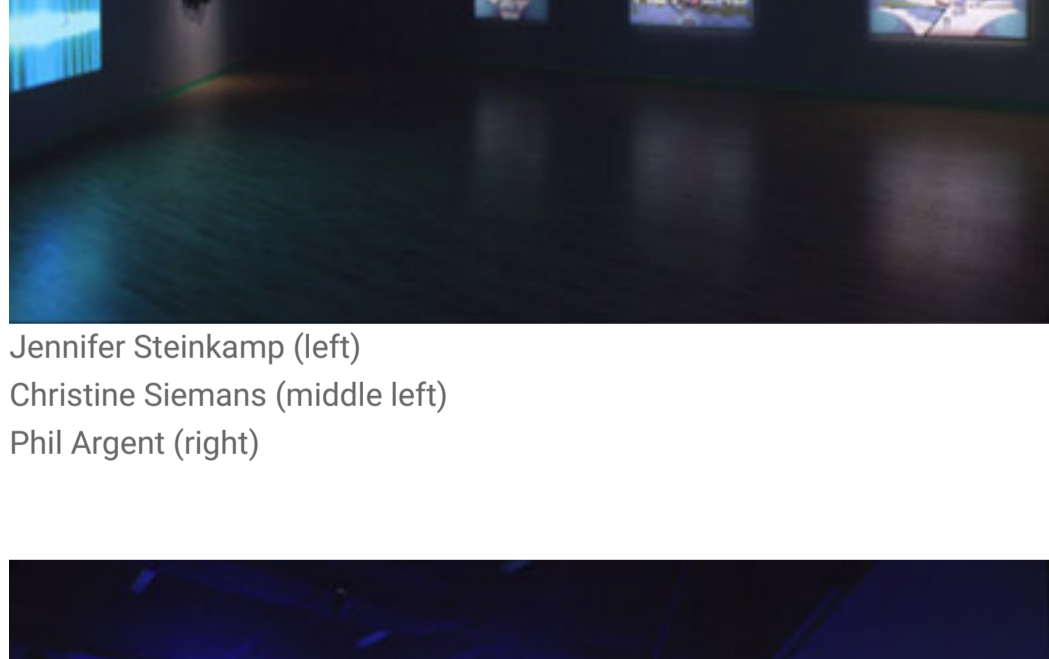 Jennifer Steinkamp (left)
Christine Siemans (middle left)
Phil Argent (right)